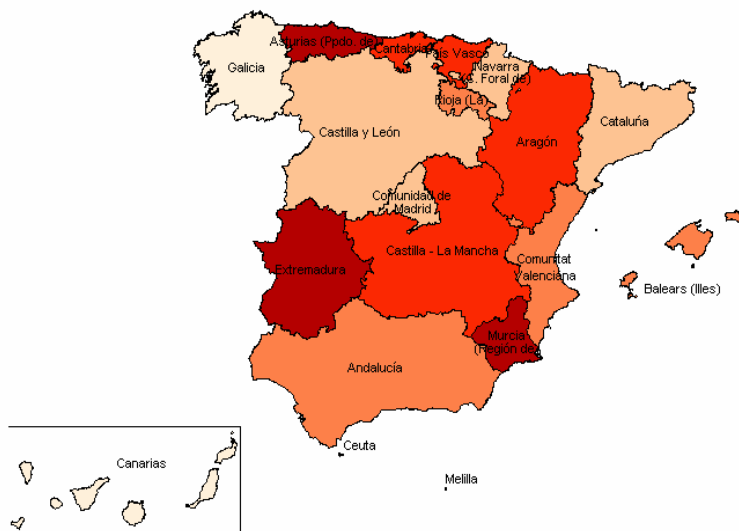 Asturias (Ppdo. de)
Cantabria
País Vasco
Galicia
Navarra
(C. Foral de)
Rioja (La)
Cataluña
Castilla y León
Aragón
Comunidad de
Madrid
Castilla - La Mancha
Extremadura
Comunitat
Valenciana
Balears (Illes)
Murcia
(Región de
Andalucía
Ceuta
Canarias
Melilla